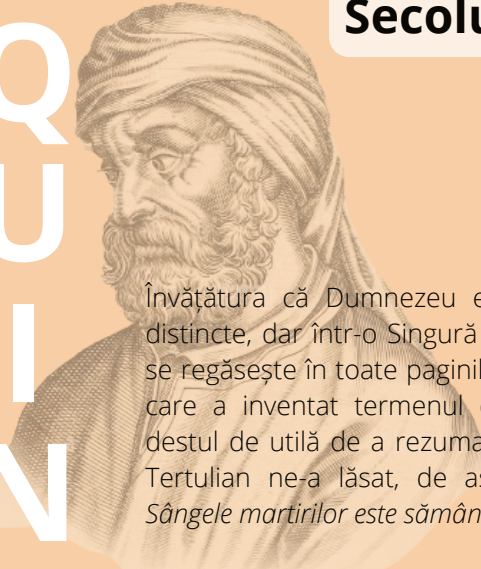 Secolu
Q
U
I
N
Învățătura că Dumnezeu e
distincte, dar într-o Singură
se regăsește în toate paginil
care a inventat termenul
destul de utilă de a rezuma
Tertulian ne-a lăsat, de as
Sângele martirilor este sămân